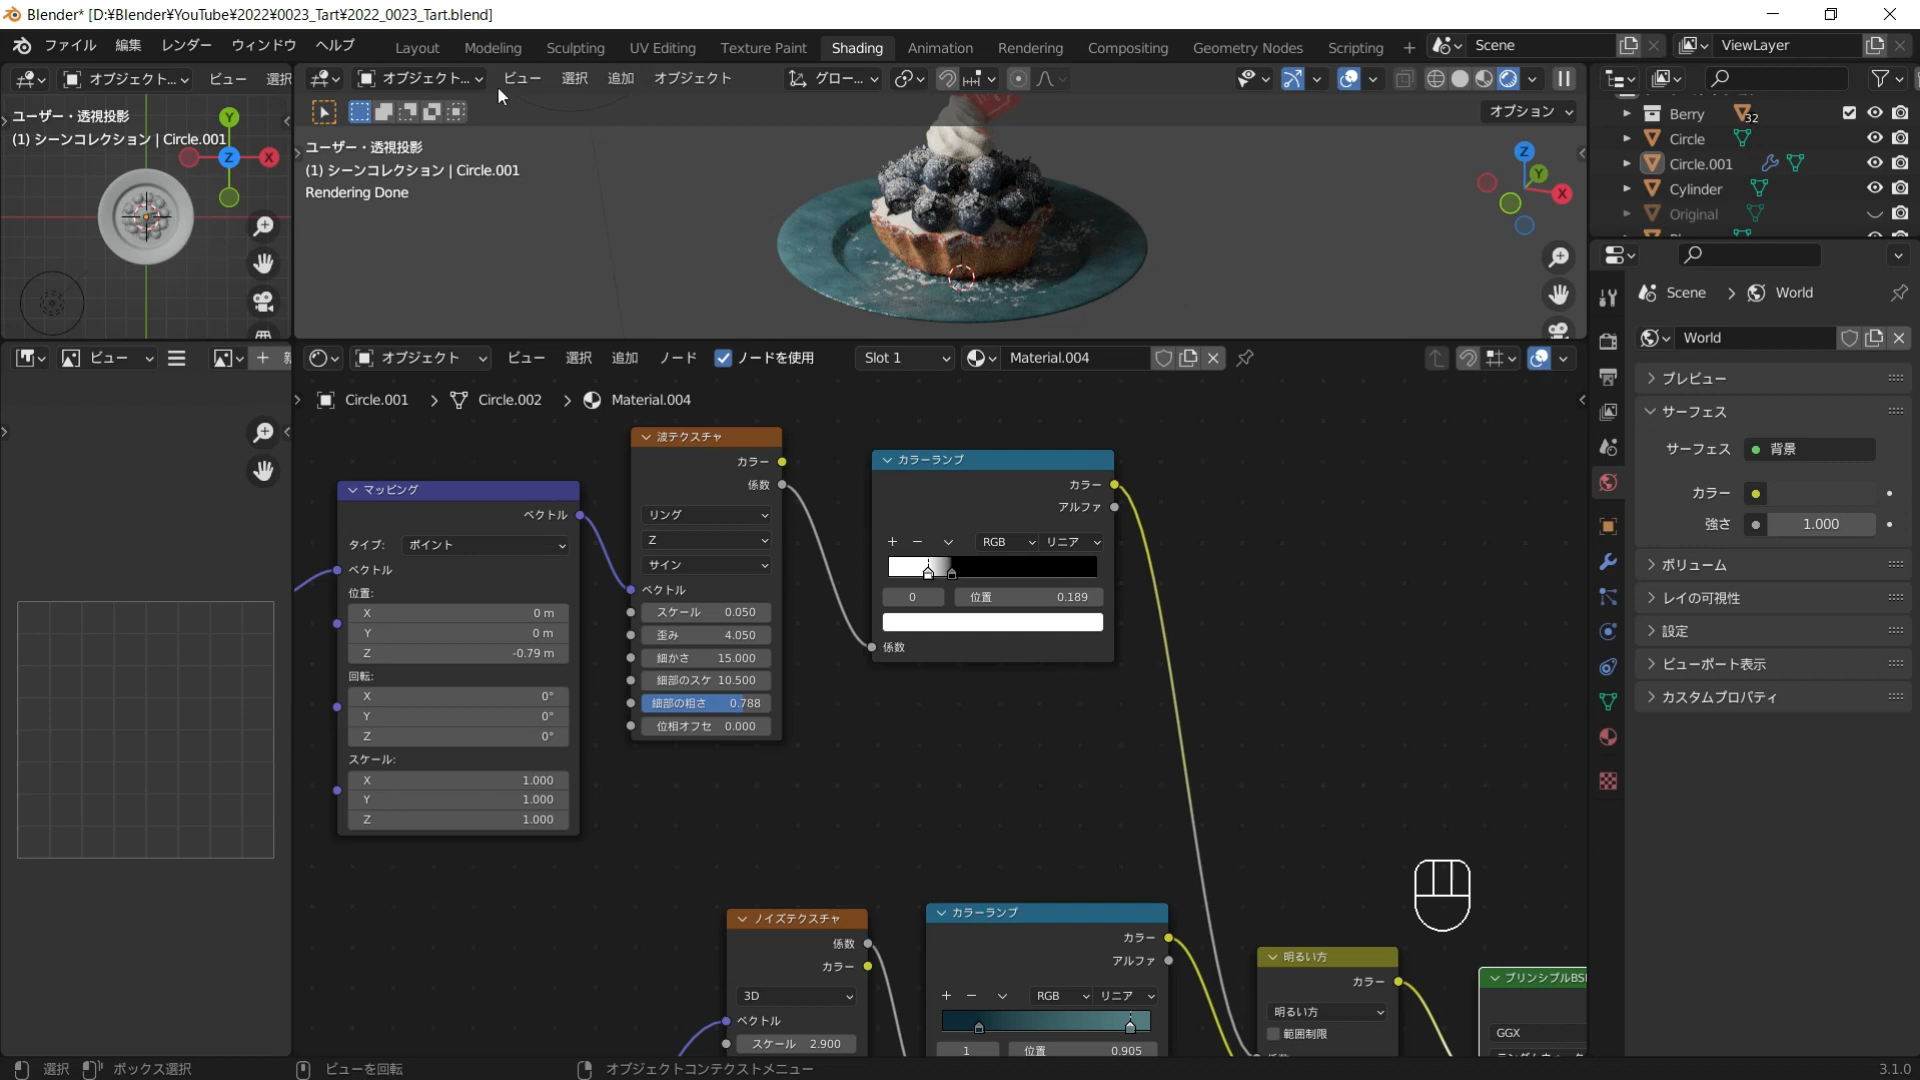 Blender* [D:¥Blender¥YouTube¥2022¥0023_Tart¥2022_0023_Tart.blend]
ファイル 編集 レンダー ウィンドウ ヘルプ Layout Modeling Sculpting UV Editing Texture Paint Shading Animation Rendering Compositing Geometry Nodes Scripting + Scene ViewLayer
オブジェクト... ビュー 選択
オブジェクト... ビュー 選択 追加 オブジェクト グロー...
オプション
ユーザー・透視投影
(1) シーンコレクション | Circle.001
Y
X
Z
ユーザー・透視投影
(1) シーンコレクション | Circle.001
Rendering Done
Z
Y
X
Berry 32
Circle
Circle.001
Cylinder
Original
Scene > World
World
プレビュー
サーフェス
サーフェス 背景
カラー
強さ 1.000
ボリューム
レイの可視性
設定
ビューポート表示
カスタムプロパティ
ビュー
オブジェクト ビュー 選択 追加 ノード ノードを使用 Slot 1 Material.004
Circle.001 > Circle.002 > Material.004
マッピング
ベクトル
タイプ: ポイント
ベクトル
位置:
X 0 m
Y 0 m
Z -0.79 m
回転:
X 0°
Y 0°
Z 0°
スケール:
X 1.000
Y 1.000
Z 1.000
波テクスチャ
カラー
係数
リング
Z
サイン
ベクトル
スケール 0.050
歪み 4.050
細かさ 15.000
細部のスケ 10.500
細部の粗さ 0.788
位相オフセ 0.000
カラーランプ
カラー
アルファ
RGB リニア
0 位置 0.189
係数
ノイズテクスチャ
係数
カラー
3D
ベクトル
スケール 2.900
カラーランプ
カラー
アルファ
RGB リニア
1 位置 0.905
明るい方
カラー
明るい方
範囲制限
プリンシプルBS
GGX
選択 ボックス選択 ビューを回転 オブジェクトコンテクストメニュー 3.1.0